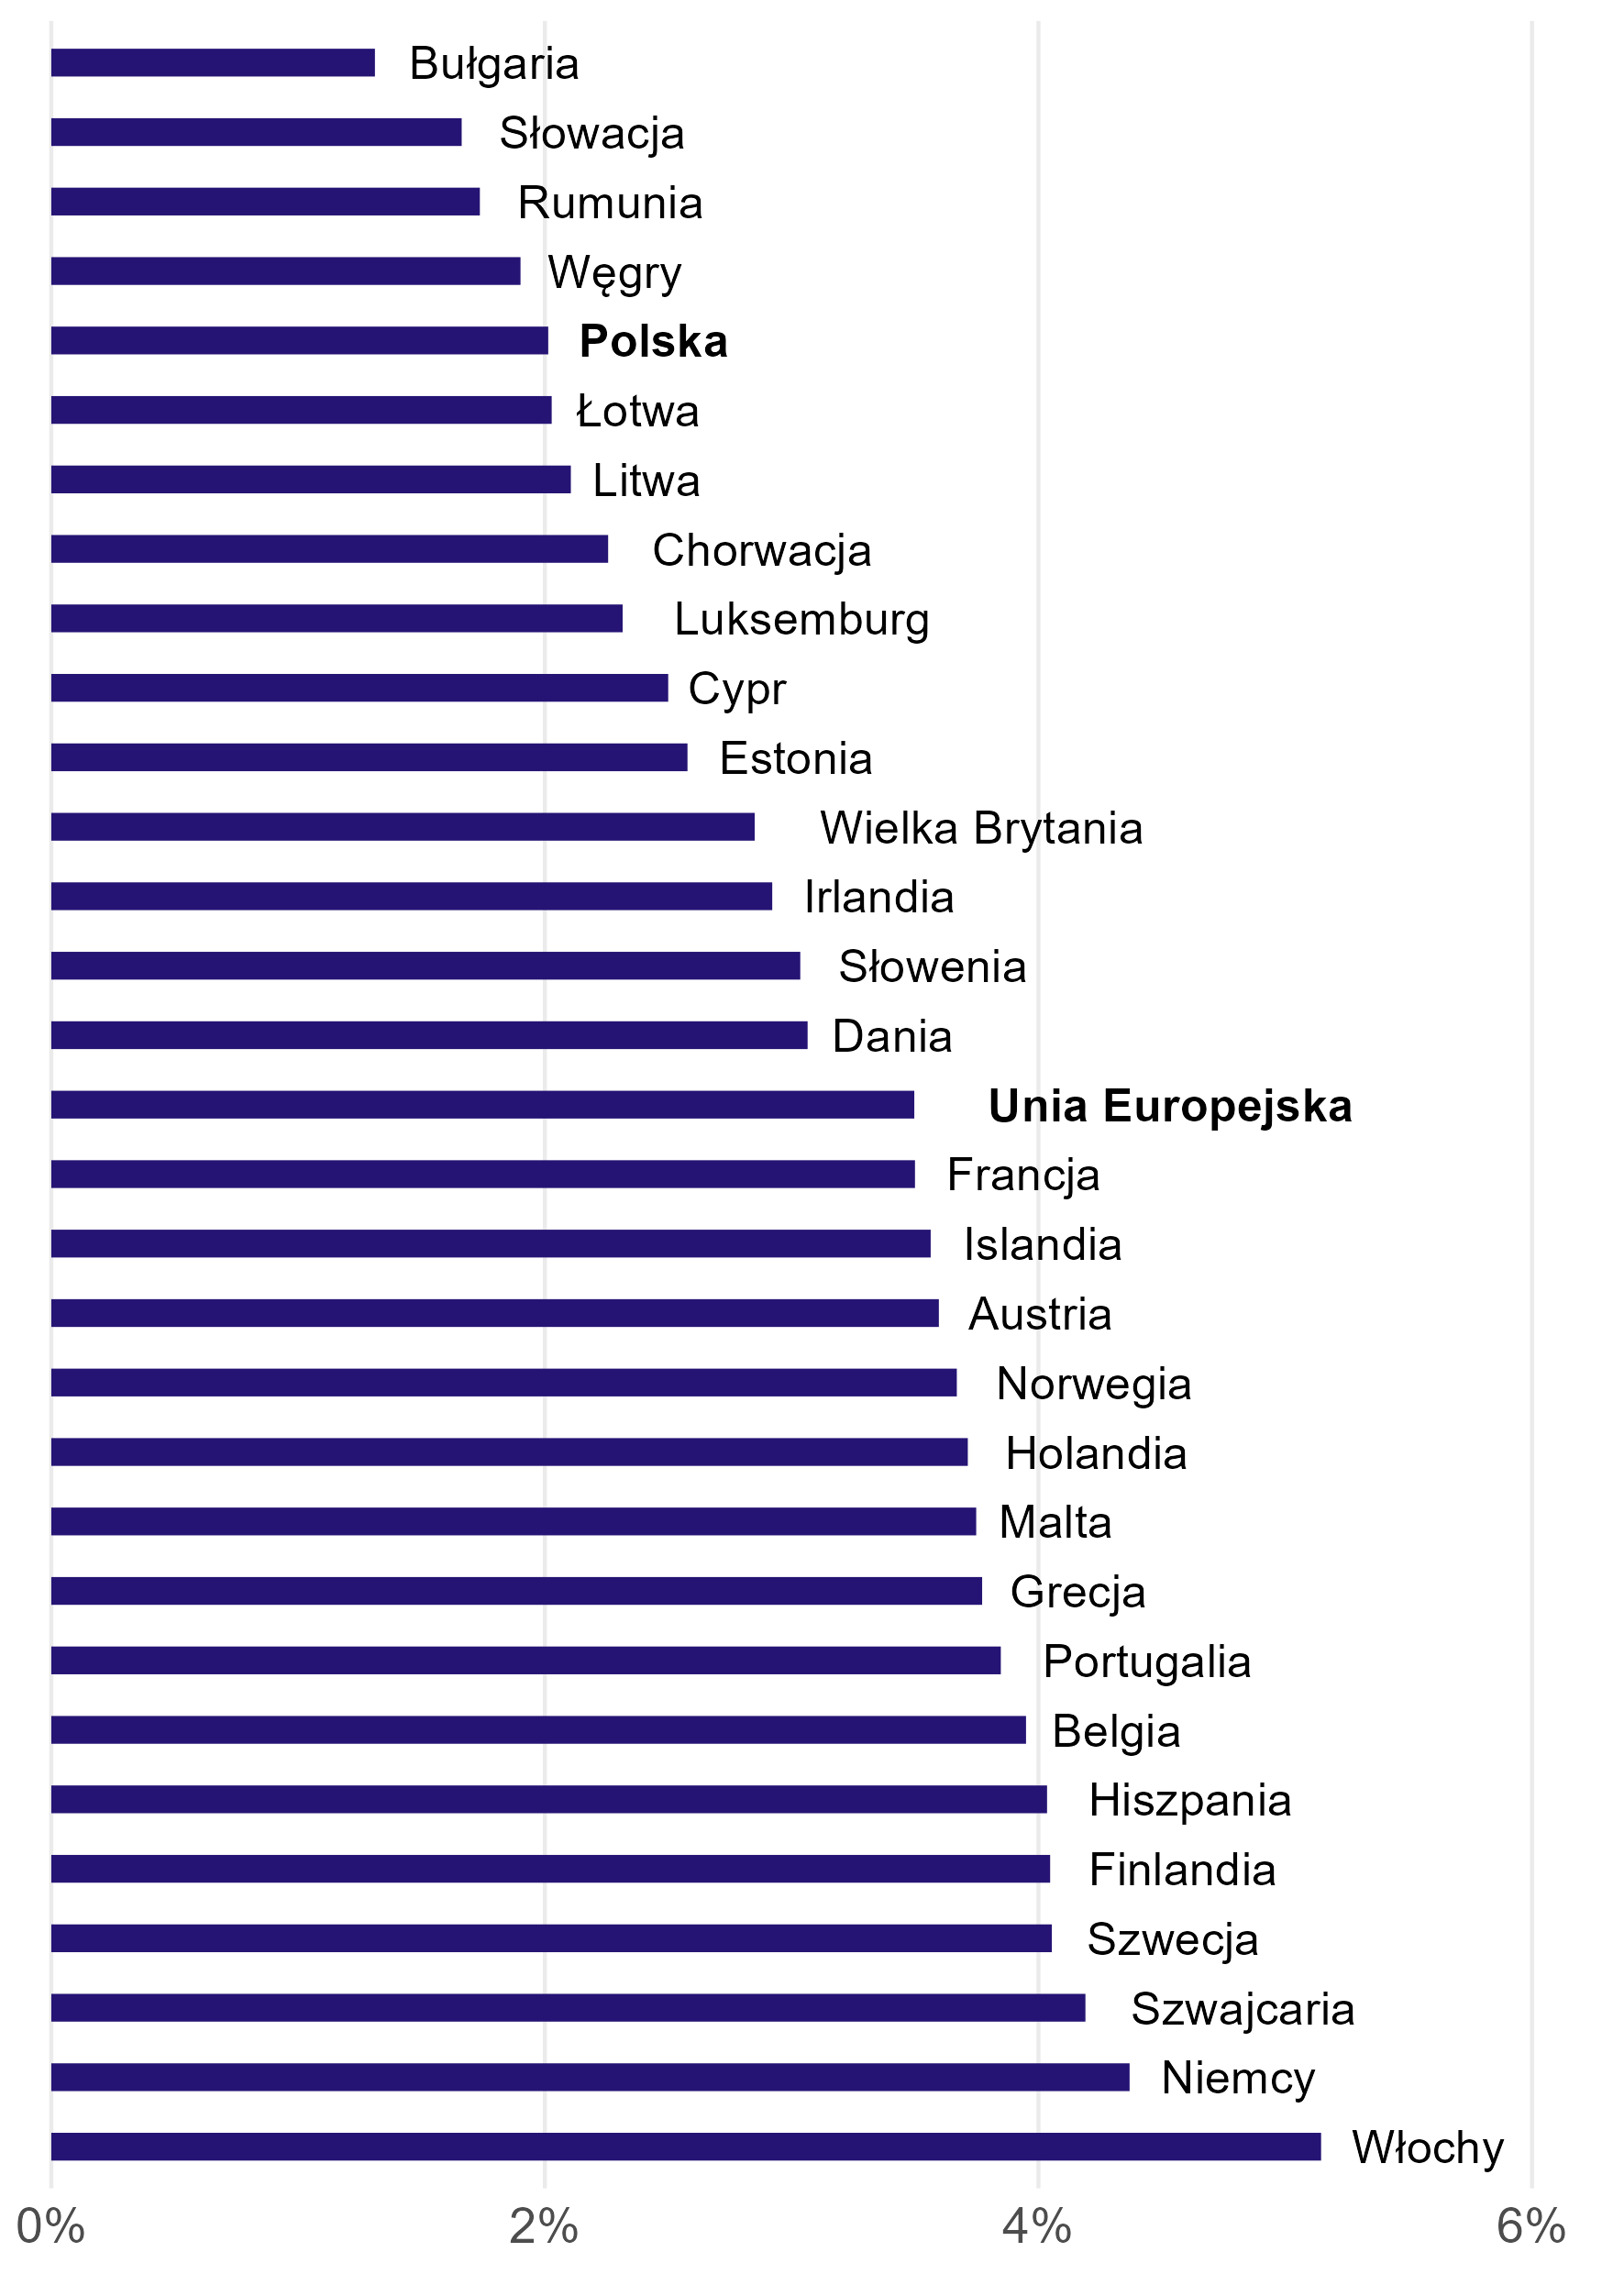 Bułgaria
Słowacja
Rumunia
Węgry
Polska
Łotwa
Litwa
Chorwacja
Luksemburg
Cypr
Estonia
Wielka Brytania
Irlandia
Słowenia
Dania
Unia Europejska
Francja
Islandia
Austria
Norwegia
Holandia
Malta
Grecja
Portugalia
Belgia
Hiszpania
Finlandia
Szwecja
Szwajcaria
Niemcy
Włochy
0% 2% 4% 6%